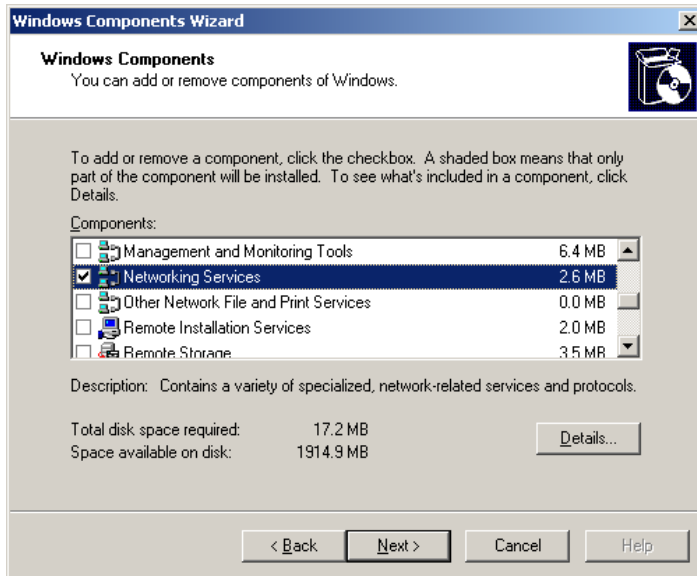 Windows Components Wizard
Windows Components
You can add or remove components of Windows.
To add or remove a component, click the checkbox. A shaded box means that only
part of the component will be installed. To see what's included in a component, click
Details.
Components:
Management and Monitoring Tools 6.4 MB
Networking Services 2.6 MB
Other Network File and Print Services 0.0 MB
Remote Installation Services 2.0 MB
Remote Storage 3.5 MB
Description: Contains a variety of specialized, network-related services and protocols.
Total disk space required: 17.2 MB
Space available on disk: 1914.9 MB
Details...
< Back Next > Cancel Help